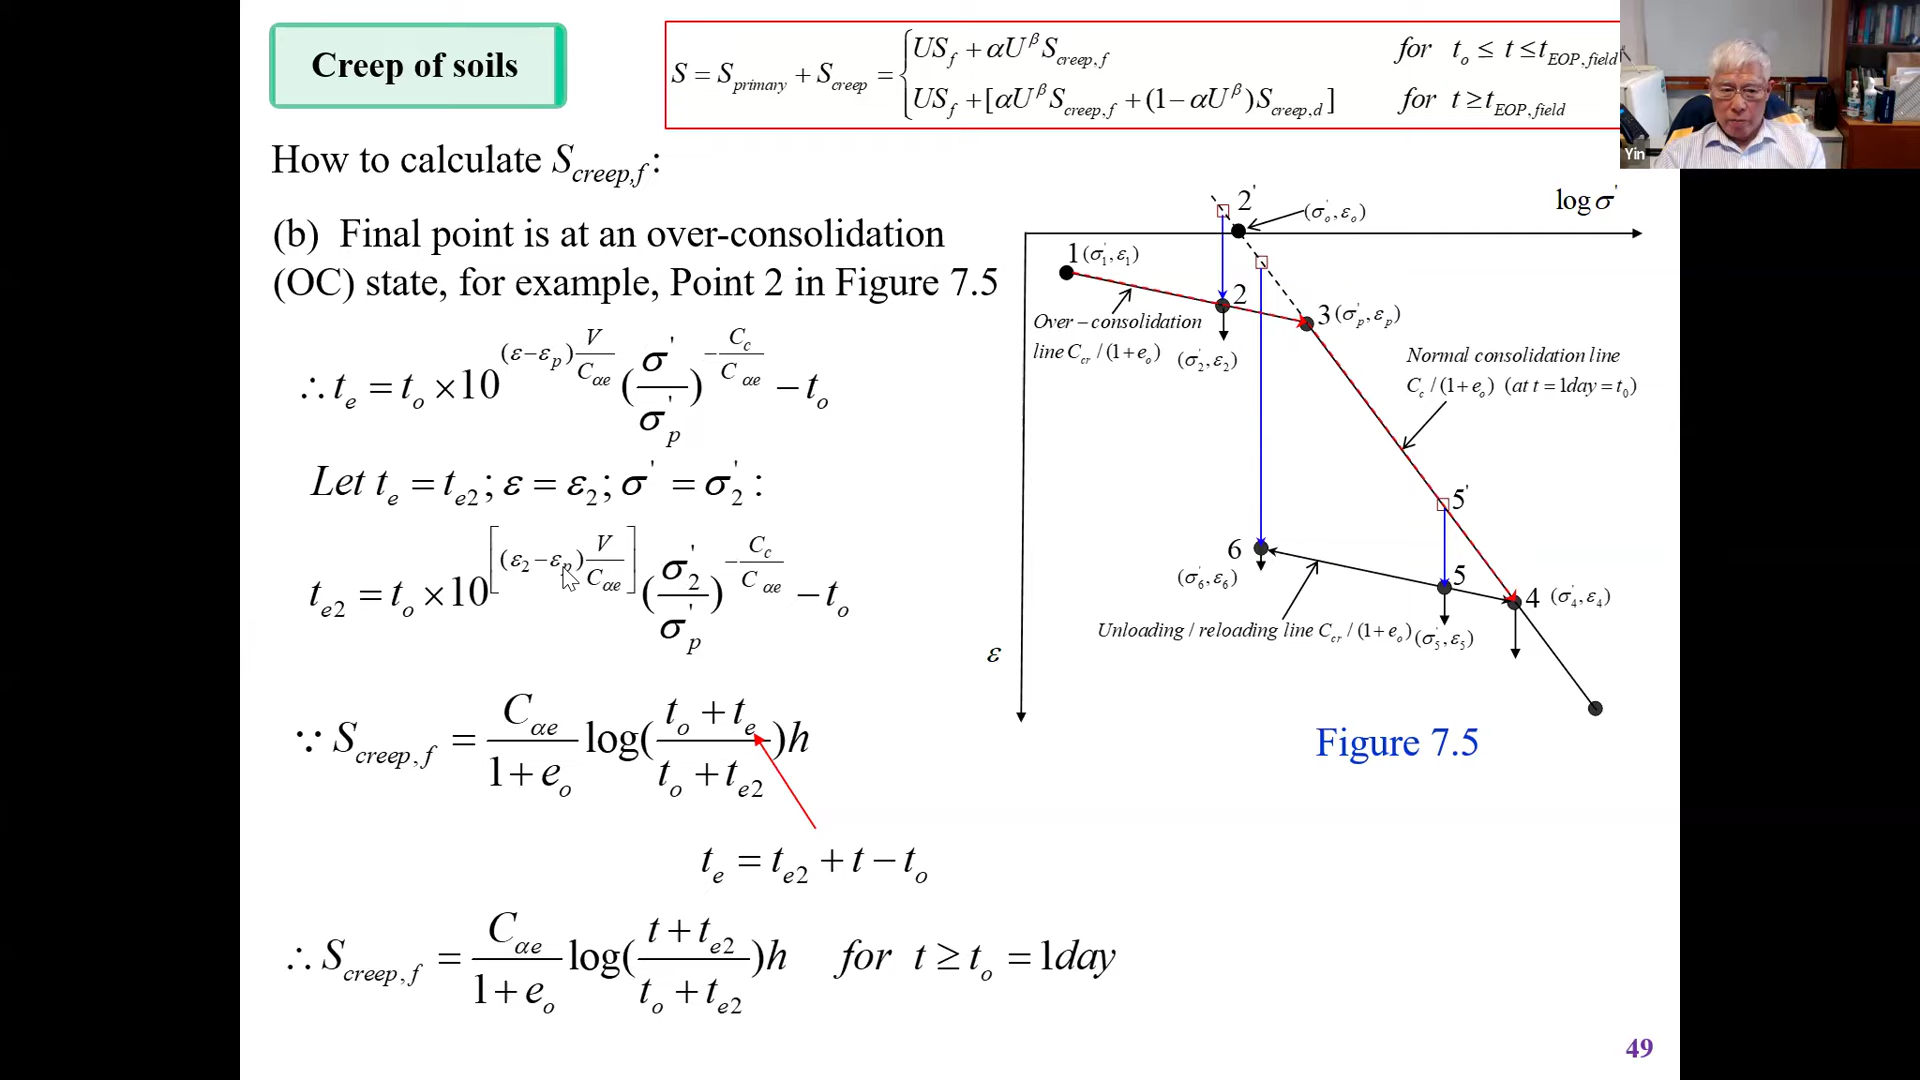 Creep of soils
S = S_primary + S_creep = { US_f + αU^β S_creep,f   for t_o ≤ t ≤ t_EOP,field
US_f + [αU^β S_creep,f + (1−αU^β)S_creep,d]   for t ≥ t_EOP,field
Yin
How to calculate S_creep,f:
(b) Final point is at an over-consolidation
(OC) state, for example, Point 2 in Figure 7.5
∴ t_e = t_o × 10^{(ε−ε_p) V/C_αe} (σ'/σ'_p)^{−C_c/C_αe} − t_o
Let t_e = t_e2; ε = ε_2; σ' = σ'_2 :
t_e2 = t_o × 10^{[(ε_2−ε_p) V/C_αe]} (σ'_2/σ'_p)^{−C_c/C_αe} − t_o
∵ S_creep,f = C_αe/(1+e_o) log((t_o + t_e)/(t_o + t_e2))h
t_e = t_e2 + t − t_o
∴ S_creep,f = C_αe/(1+e_o) log((t + t_e2)/(t_o + t_e2))h   for t ≥ t_o = 1day
log σ'
2'
(σ'_o, ε_o)
1 (σ'_1, ε_1)
2
3 (σ'_p, ε_p)
Over – consolidation
line C_cr / (1+e_o)
(σ'_2, ε_2)
Normal consolidation line
C_c / (1+e_o) (at t = 1day = t_0)
5'
6
5
(σ'_6, ε_6)
4 (σ'_4, ε_4)
Unloading / reloading line C_cr / (1+e_o)
(σ'_5, ε_5)
ε
Figure 7.5
49